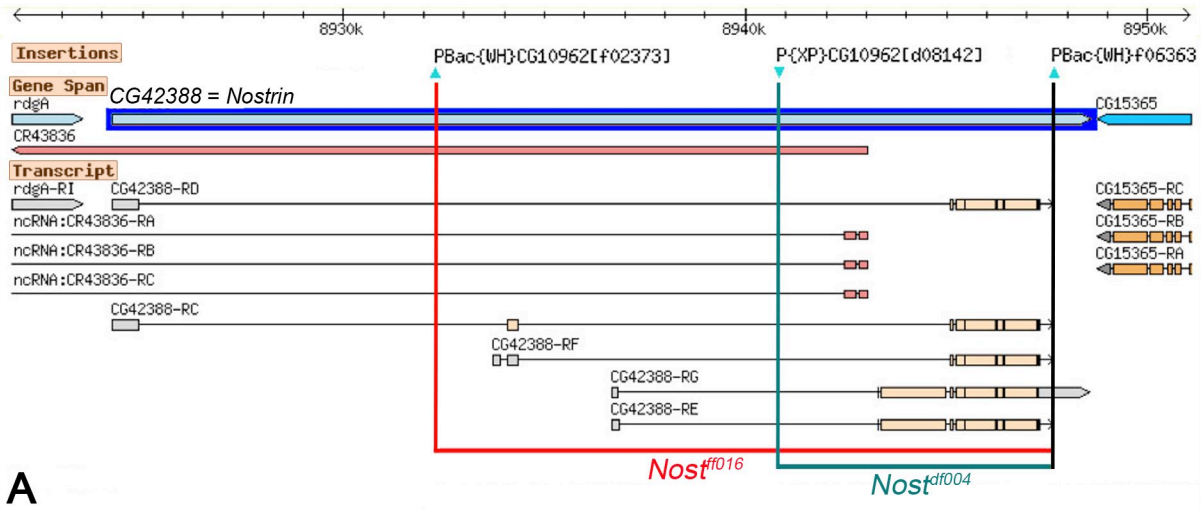 8930k 8940k 8950k
Insertions
PBac{WH}CG10962[f02373] P{XP}CG10962[d08142] PBac{WH}f06363
Gene Span
CG42388 = Nostrin
rdgA CG15365
CR43836
Transcript
rdgA-RI CG42388-RD CG15365-RC
ncRNA:CR43836-RA CG15365-RB
ncRNA:CR43836-RB CG15365-RA
ncRNA:CR43836-RC
CG42388-RC
CG42388-RF
CG42388-RG
CG42388-RE
Nostff016
Nostdf004
A